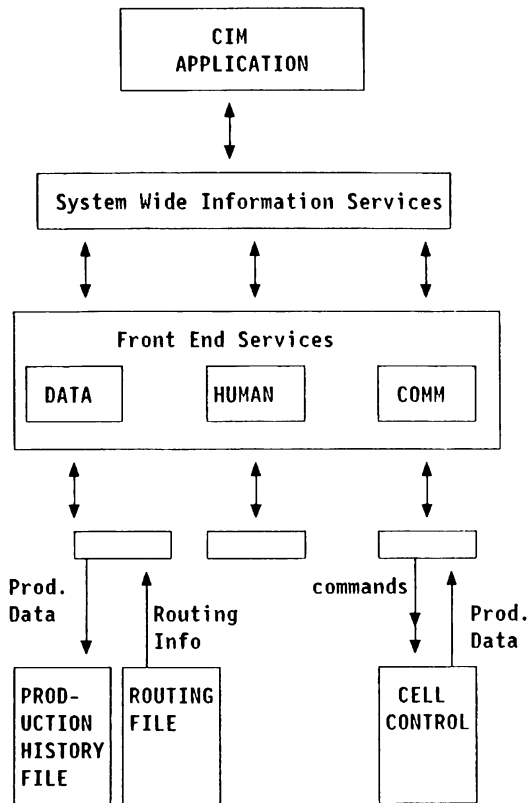 CIM
APPLICATION
System Wide Information Services
Front End Services
DATA
HUMAN
COMM
Prod.
Data
Routing
Info
commands
Prod.
Data
PROD-
UCTION
HISTORY
FILE
ROUTING
FILE
CELL
CONTROL